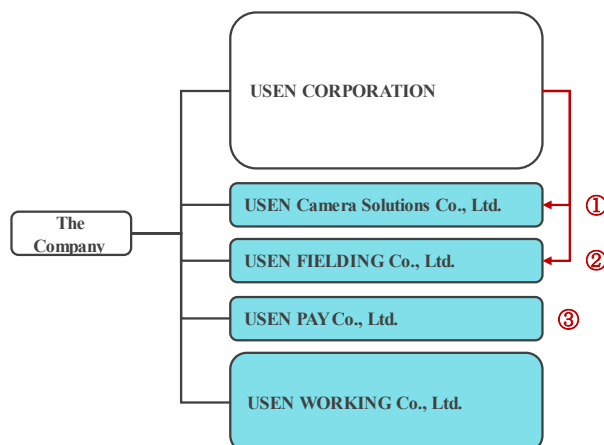 USEN CORPORATION
USEN Camera Solutions Co., Ltd.
①
The
Company
USEN FIELDING Co., Ltd.
②
USEN PAY Co., Ltd.
③
USEN WORKING Co., Ltd.